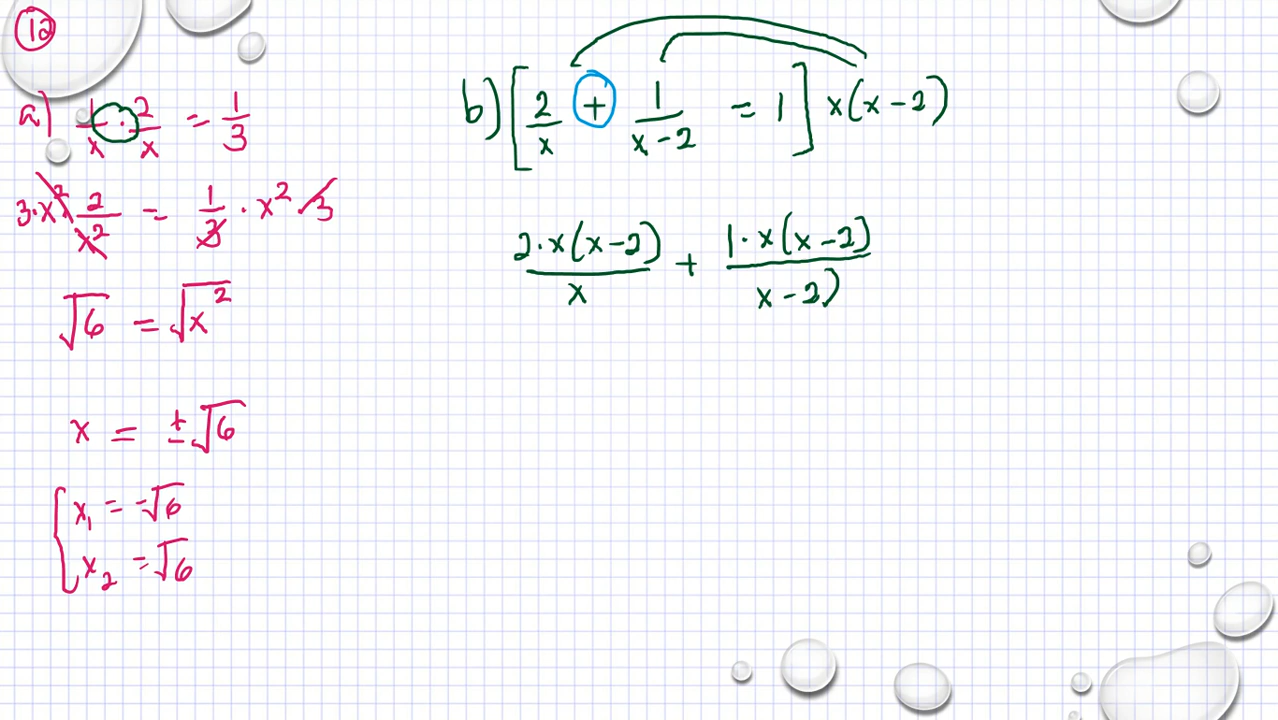 12
a) 1/x · 2/x = 1/3
3·x² · 2/x² = 1/3 · x² · 3
√6 = √x²
x = ±√6
x₁ = -√6
x₂ = √6
b) [2/x + 1/(x-2) = 1] x(x-2)
2·x(x-2)/x + 1·x(x-2)/x-2)